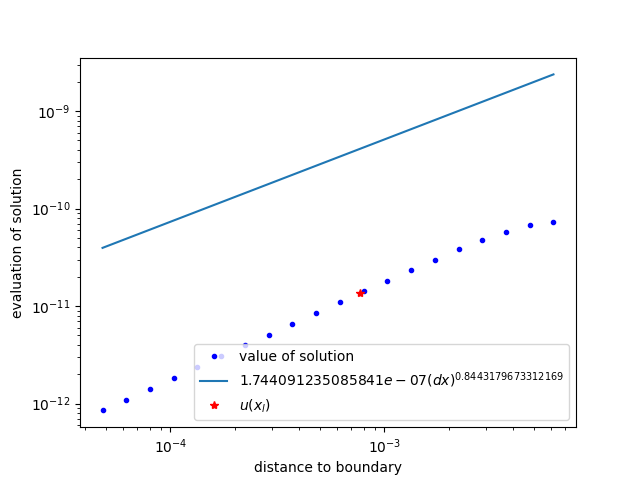 evaluation of solution
10⁻⁹
10⁻¹⁰
10⁻¹¹
10⁻¹²
value of solution
1.744091235085841e − 07(dx)^0.8443179673312169
u(x_l)
10⁻⁴
10⁻³
distance to boundary